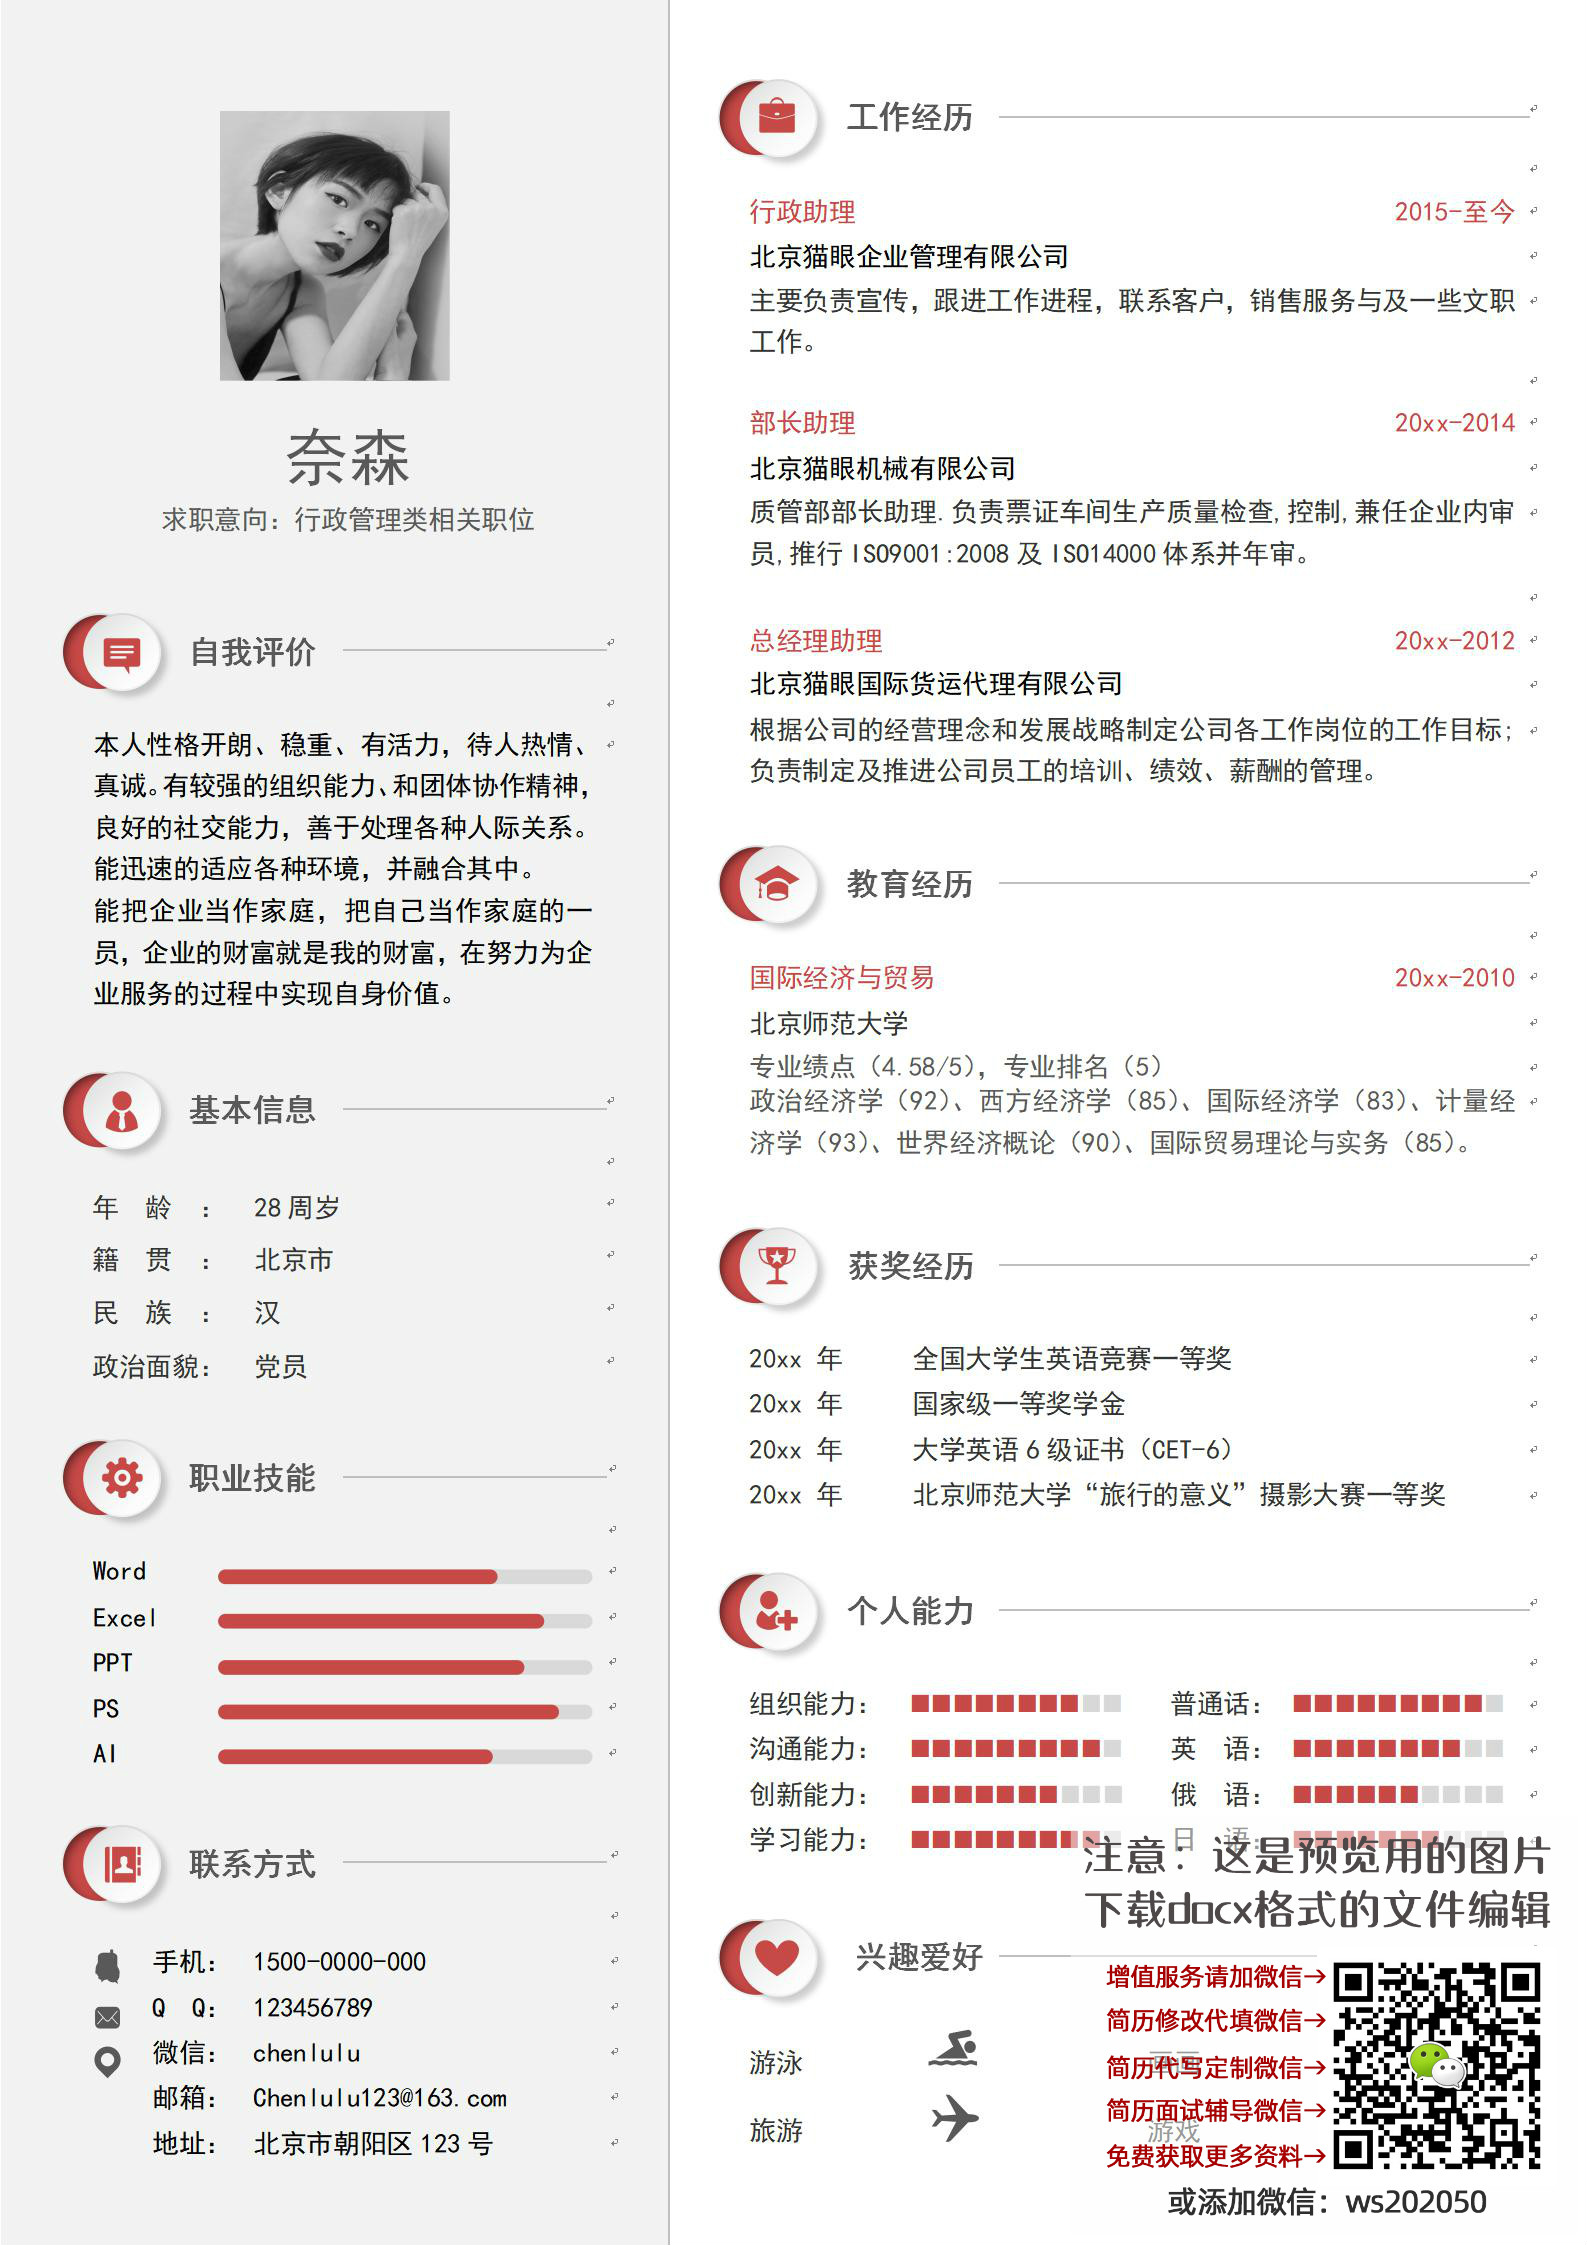 奈森
求职意向：行政管理类相关职位
自我评价
本人性格开朗、稳重、有活力，待人热情、
真诚。有较强的组织能力、和团体协作精神，
良好的社交能力，善于处理各种人际关系。
能迅速的适应各种环境，并融合其中。
能把企业当作家庭，把自己当作家庭的一
员，企业的财富就是我的财富，在努力为企
业服务的过程中实现自身价值。
基本信息
年 龄 ： 28 周岁
籍 贯 ： 北京市
民 族 ： 汉
政治面貌： 党员
职业技能
Word
Excel
PPT
PS
AI
联系方式
手机： 1500-0000-000
Q Q： 123456789
微信： chenlulu
邮箱： Chenlulu123@163.com
地址： 北京市朝阳区 123 号
工作经历
行政助理 2015-至今
北京猫眼企业管理有限公司
主要负责宣传，跟进工作进程，联系客户，销售服务与及一些文职
工作。
部长助理 20xx-2014
北京猫眼机械有限公司
质管部部长助理.负责票证车间生产质量检查,控制,兼任企业内审
员,推行 ISO9001:2008 及 ISO14000 体系并年审。
总经理助理 20xx-2012
北京猫眼国际货运代理有限公司
根据公司的经营理念和发展战略制定公司各工作岗位的工作目标；
负责制定及推进公司员工的培训、绩效、薪酬的管理。
教育经历
国际经济与贸易 20xx-2010
北京师范大学
专业绩点（4.58/5），专业排名（5）
政治经济学（92）、西方经济学（85）、国际经济学（83）、计量经
济学（93）、世界经济概论（90）、国际贸易理论与实务（85）。
获奖经历
20xx 年 全国大学生英语竞赛一等奖
20xx 年 国家级一等奖学金
20xx 年 大学英语 6 级证书（CET-6）
20xx 年 北京师范大学“旅行的意义”摄影大赛一等奖
个人能力
组织能力： 普通话：
沟通能力： 英 语：
创新能力： 俄 语：
学习能力： 日 语：
注意：这是预览用的图片
下载docx格式的文件编辑
兴趣爱好
游泳 画画
旅游 游戏
增值服务请加微信→
简历修改代填微信→
简历代写定制微信→
简历面试辅导微信→
免费获取更多资料→
或添加微信：ws202050